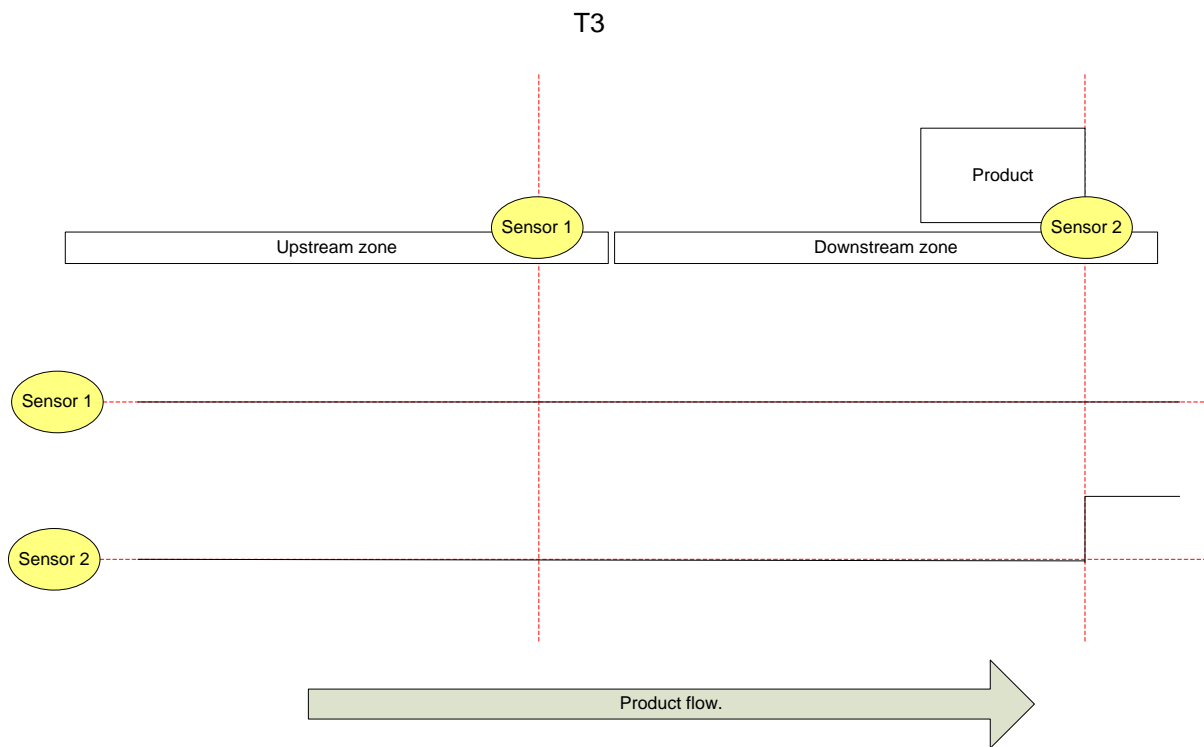 T3
Product
Sensor 1
Sensor 2
Upstream zone
Downstream zone
Sensor 1
Sensor 2
Product flow.